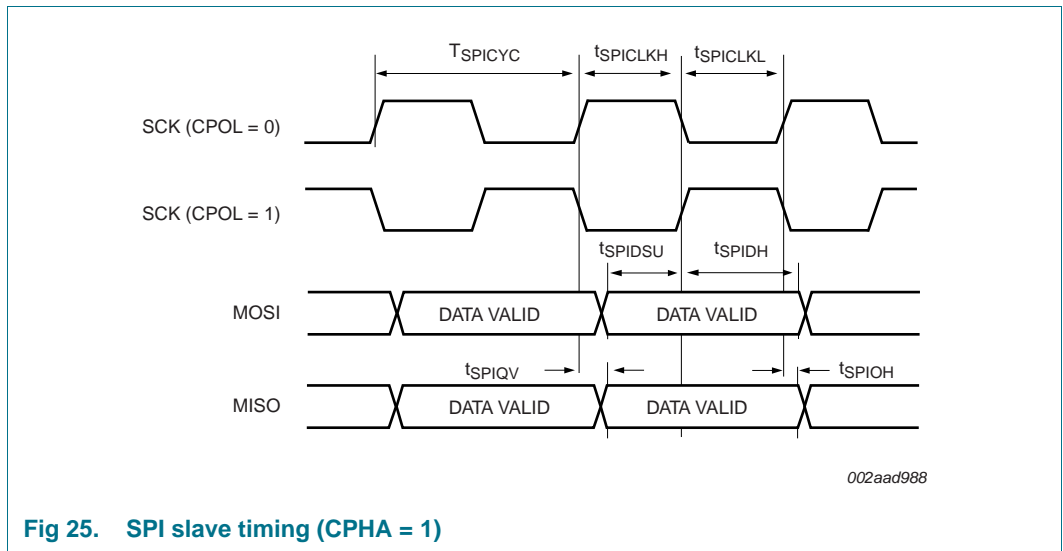 TSPICYC tSPICLKH tSPICLKL
SCK (CPOL = 0)
SCK (CPOL = 1)
tSPIDSU tSPIDH
MOSI DATA VALID DATA VALID
tSPIQV tSPIOH
MISO DATA VALID DATA VALID
002aad988
Fig 25. SPI slave timing (CPHA = 1)